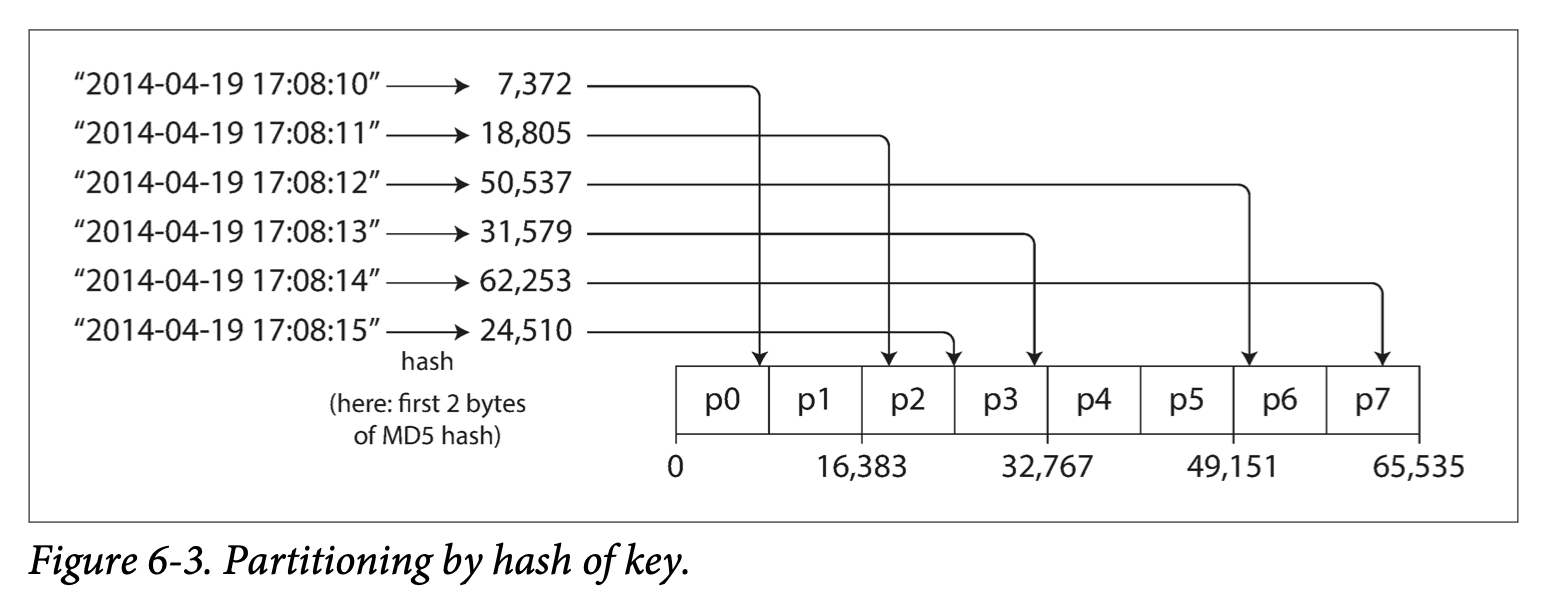 “2014-04-19 17:08:10” 7,372
“2014-04-19 17:08:11” 18,805
“2014-04-19 17:08:12” 50,537
“2014-04-19 17:08:13” 31,579
“2014-04-19 17:08:14” 62,253
“2014-04-19 17:08:15” 24,510
hash
(here: first 2 bytes
of MD5 hash)
p0 p1 p2 p3 p4 p5 p6 p7
0 16,383 32,767 49,151 65,535
Figure 6-3. Partitioning by hash of key.